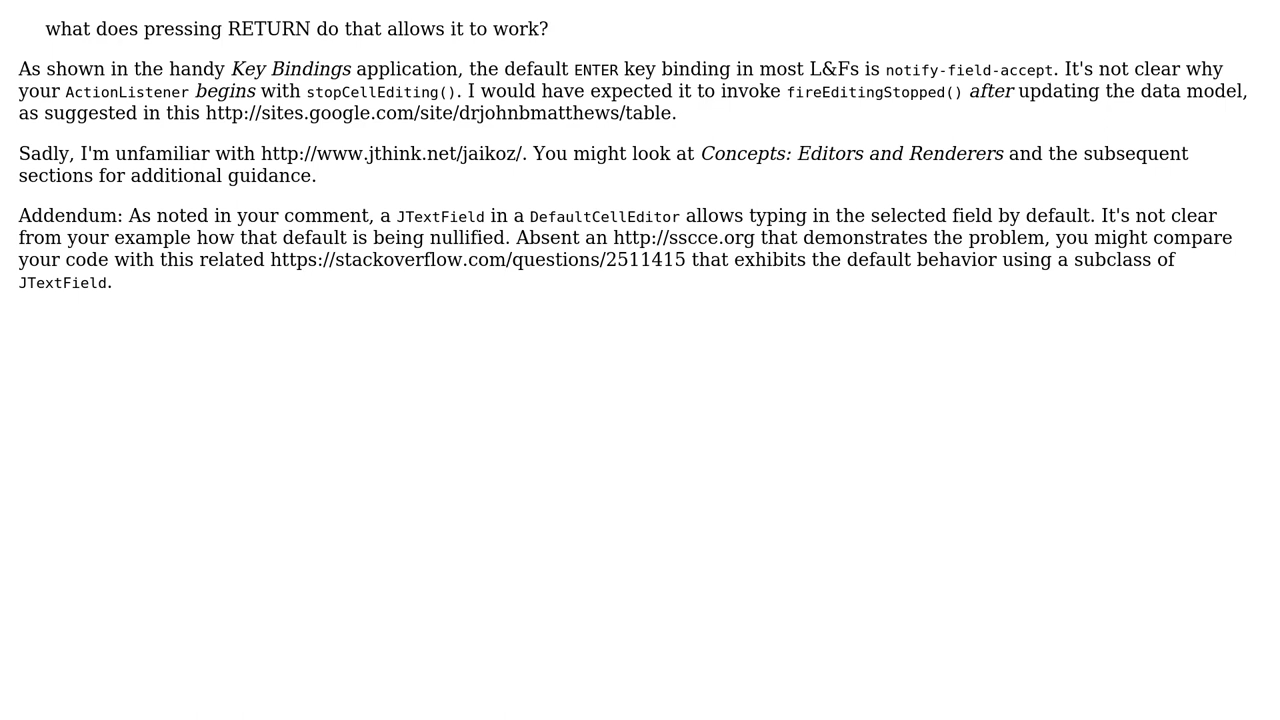 what does pressing RETURN do that allows it to work?
As shown in the handy Key Bindings application, the default ENTER key binding in most L&Fs is notify-field-accept. It's not clear why
your ActionListener begins with stopCellEditing(). I would have expected it to invoke fireEditingStopped() after updating the data model,
as suggested in this http://sites.google.com/site/drjohnbmatthews/table.
Sadly, I'm unfamiliar with http://www.jthink.net/jaikoz/. You might look at Concepts: Editors and Renderers and the subsequent
sections for additional guidance.
Addendum: As noted in your comment, a JTextField in a DefaultCellEditor allows typing in the selected field by default. It's not clear
from your example how that default is being nullified. Absent an http://sscce.org that demonstrates the problem, you might compare
your code with this related https://stackoverflow.com/questions/2511415 that exhibits the default behavior using a subclass of
JTextField.